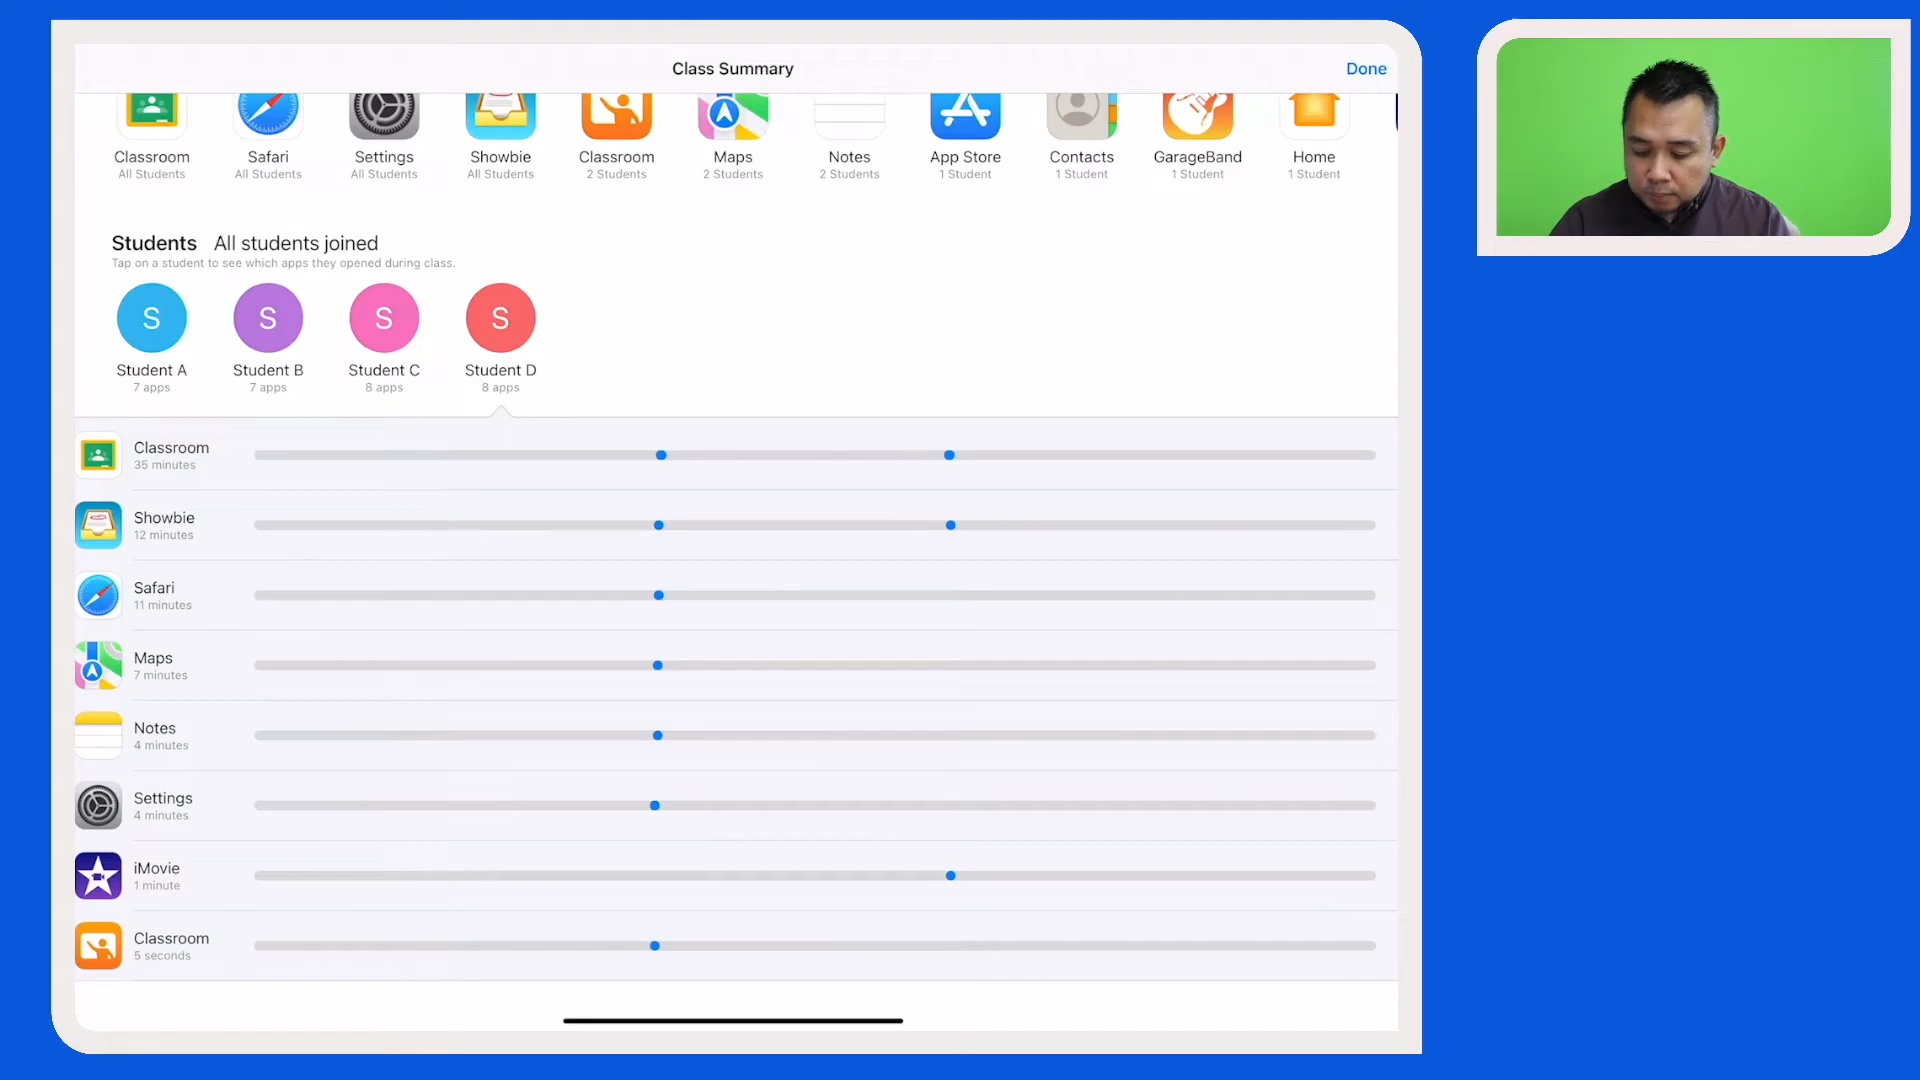 Class Summary
Done
Classroom Safari Settings Showbie Classroom Maps Notes App Store Contacts GarageBand Home
All Students All Students All Students All Students 2 Students 2 Students 2 Students 1 Student 1 Student 1 Student 1 Student
Students All students joined
Tap on a student to see which apps they opened during class.
S S S S
Student A Student B Student C Student D
7 apps 7 apps 8 apps 8 apps
Classroom
35 minutes
Showbie
12 minutes
Safari
11 minutes
Maps
7 minutes
Notes
4 minutes
Settings
4 minutes
iMovie
1 minute
Classroom
5 seconds